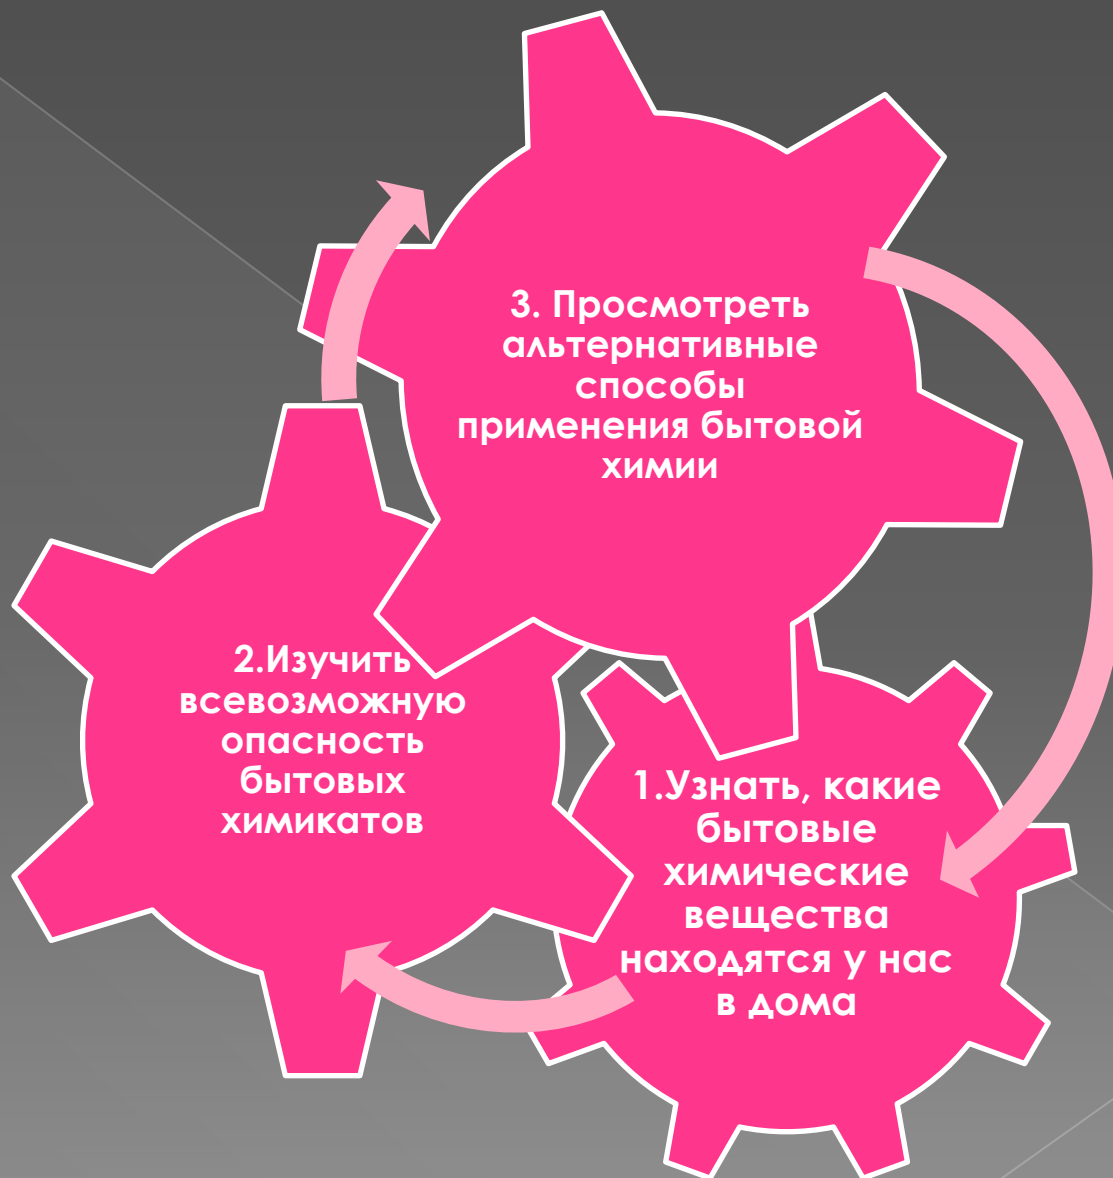 3. Просмотреть
альтернативные
способы
применения бытовой
химии
2.Изучить
всевозможную
опасность
бытовых
химикатов
1.Узнать, какие
бытовые
химические
вещества
находятся у нас
в дома